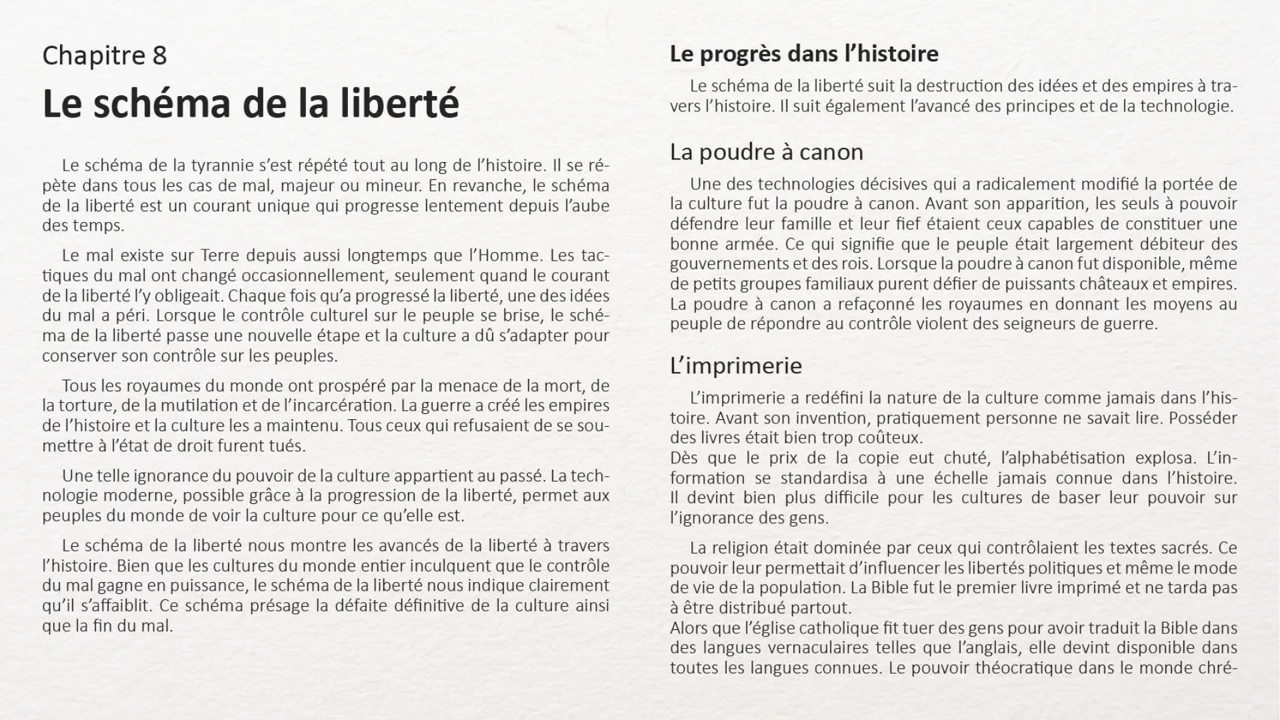 Chapitre 8
Le schéma de la liberté
Le schéma de la tyrannie s’est répété tout au long de l’histoire. Il se ré-
pète dans tous les cas de mal, majeur ou mineur. En revanche, le schéma
de la liberté est un courant unique qui progresse lentement depuis l’aube
des temps.
Le mal existe sur Terre depuis aussi longtemps que l’Homme. Les tac-
tiques du mal ont changé occasionnellement, seulement quand le courant
de la liberté l’y obligeait. Chaque fois qu’a progressé la liberté, une des idées
du mal a péri. Lorsque le contrôle culturel sur le peuple se brise, le sché-
ma de la liberté passe une nouvelle étape et la culture a dû s’adapter pour
conserver son contrôle sur les peuples.
Tous les royaumes du monde ont prospéré par la menace de la mort, de
la torture, de la mutilation et de l’incarcération. La guerre a créé les empires
de l’histoire et la culture les a maintenu. Tous ceux qui refusaient de se sou-
mettre à l’état de droit furent tués.
Une telle ignorance du pouvoir de la culture appartient au passé. La tech-
nologie moderne, possible grâce à la progression de la liberté, permet aux
peuples du monde de voir la culture pour ce qu’elle est.
Le schéma de la liberté nous montre les avancés de la liberté à travers
l’histoire. Bien que les cultures du monde entier inculquent que le contrôle
du mal gagne en puissance, le schéma de la liberté nous indique clairement
qu’il s’affaiblit. Ce schéma présage la défaite définitive de la culture ainsi
que la fin du mal.
Le progrès dans l’histoire
Le schéma de la liberté suit la destruction des idées et des empires à tra-
vers l’histoire. Il suit également l’avancé des principes et de la technologie.
La poudre à canon
Une des technologies décisives qui a radicalement modifié la portée de
la culture fut la poudre à canon. Avant son apparition, les seuls à pouvoir
défendre leur famille et leur fief étaient ceux capables de constituer une
bonne armée. Ce qui signifie que le peuple était largement débiteur des
gouvernements et des rois. Lorsque la poudre à canon fut disponible, même
de petits groupes familiaux purent défier de puissants châteaux et empires.
La poudre à canon a refaçonné les royaumes en donnant les moyens au
peuple de répondre au contrôle violent des seigneurs de guerre.
L’imprimerie
L’imprimerie a redéfini la nature de la culture comme jamais dans l’his-
toire. Avant son invention, pratiquement personne ne savait lire. Posséder
des livres était bien trop coûteux.
Dès que le prix de la copie eut chuté, l’alphabétisation explosa. L’in-
formation se standardisa à une échelle jamais connue dans l’histoire.
Il devint bien plus difficile pour les cultures de baser leur pouvoir sur
l’ignorance des gens.
La religion était dominée par ceux qui contrôlaient les textes sacrés. Ce
pouvoir leur permettait d’influencer les libertés politiques et même le mode
de vie de la population. La Bible fut le premier livre imprimé et ne tarda pas
à être distribué partout.
Alors que l’église catholique fit tuer des gens pour avoir traduit la Bible dans
des langues vernaculaires telles que l’anglais, elle devint disponible dans
toutes les langues connues. Le pouvoir théocratique dans le monde chré-